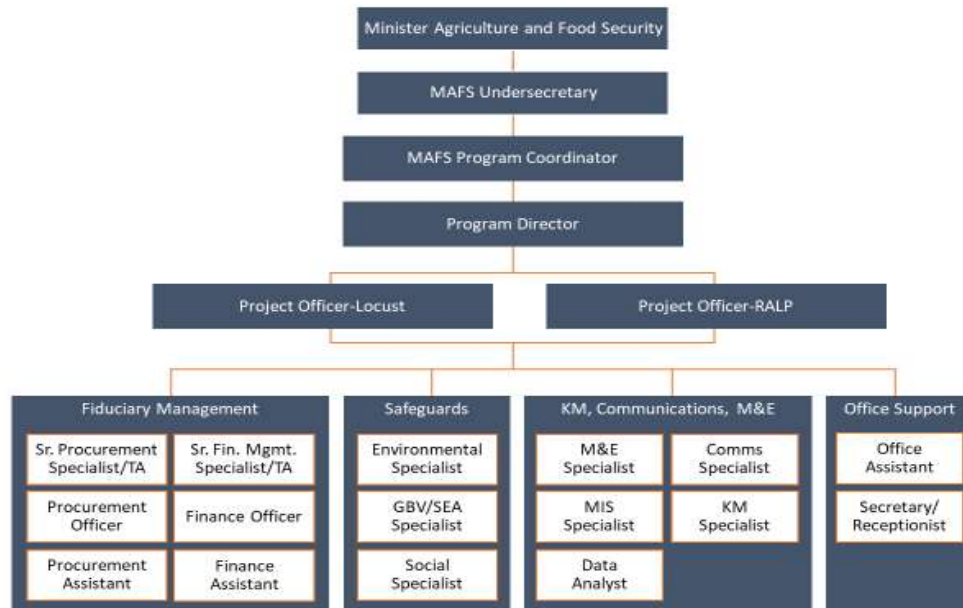 Minister Agriculture and Food Security
MAFS Undersecretary
MAFS Program Coordinator
Program Director
Project Officer-Locust
Project Officer-RALP
Fiduciary Management
Sr. Procurement
Specialist/TA
Sr. Fin. Mgmt.
Specialist/TA
Procurement
Officer
Finance Officer
Procurement
Assistant
Finance
Assistant
Safeguards
Environmental
Specialist
GBV/SEA
Specialist
Social
Specialist
KM, Communications, M&E
M&E
Specialist
Comms
Specialist
MIS
Specialist
KM
Specialist
Data
Analyst
Office Support
Office
Assistant
Secretary/
Receptionist